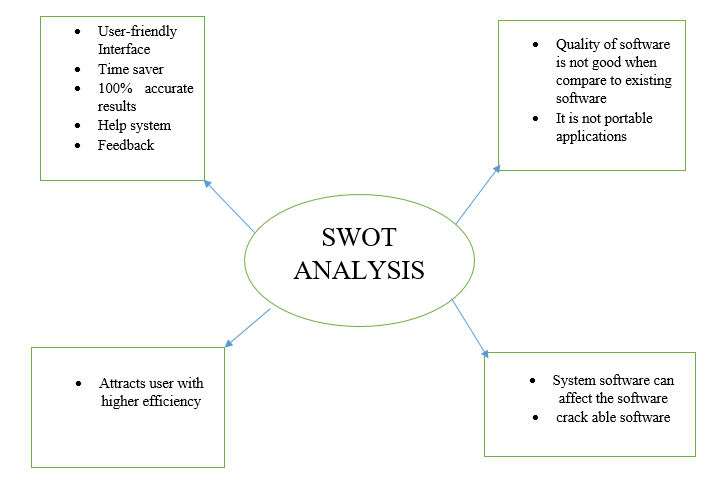 • User-friendly
Interface
• Time saver
• 100% accurate
results
• Help system
• Feedback
• Quality of software
is not good when
compare to existing
software
• It is not portable
applications
SWOT
ANALYSIS
• Attracts user with
higher efficiency
• System software can
affect the software
• crack able software